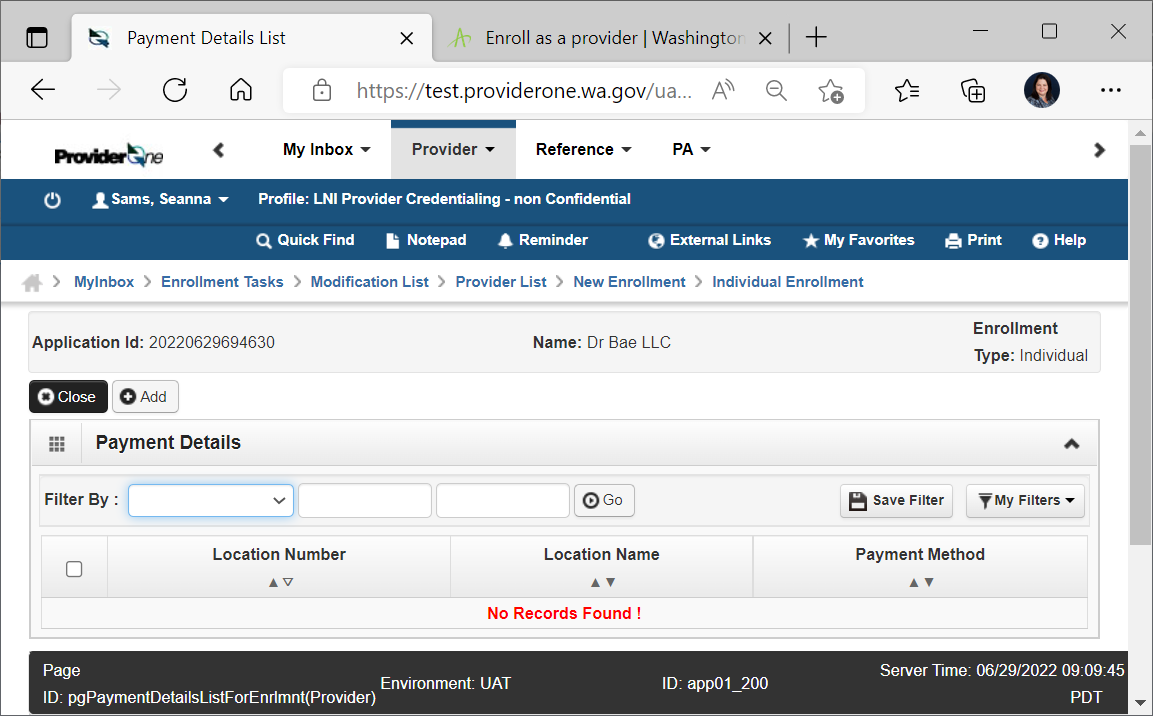 Payment Details List
Enroll as a provider | Washington
https://test.providerone.wa.gov/ua...
ProviderOne
My Inbox
Provider
Reference
PA
Sams, Seanna
Profile: LNI Provider Credentialing - non Confidential
Quick Find
Notepad
Reminder
External Links
My Favorites
Print
Help
MyInbox
Enrollment Tasks
Modification List
Provider List
New Enrollment
Individual Enrollment
Application Id: 20220629694630
Name: Dr Bae LLC
Enrollment
Type: Individual
Close
Add
Payment Details
Filter By :
Go
Save Filter
My Filters
Location Number
Location Name
Payment Method
No Records Found !
Page
ID: pgPaymentDetailsListForEnrlmnt(Provider)
Environment: UAT
ID: app01_200
Server Time: 06/29/2022 09:09:45
PDT